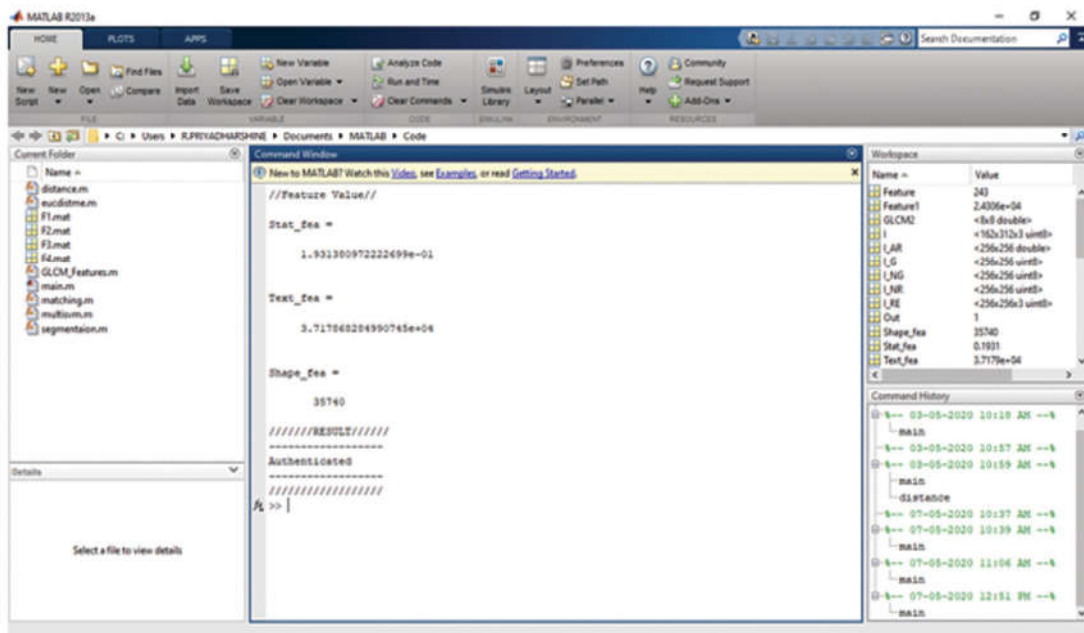 MATLAB R2013a
HOME PLOTS APPS
Search Documentation
New Script
New
Open
Find Files
Compare
Import Data
Save Workspace
New Variable
Open Variable
Clear Workspace
Analyze Code
Run and Time
Clear Commands
Simulink Library
Layout
Preferences
Set Path
Parallel
Help
Community
Request Support
Add-Ons
FILE VARIABLE CODE SIMULINK ENVIRONMENT RESOURCES
C: Users R.PRIYADHARSHINE Documents MATLAB Code
Current Folder
Name
distance.m
eucdistme.m
F1.mat
F2.mat
F3.mat
F4.mat
GLCM_Features.m
main.m
matching.m
multisvm.m
segmentaion.m
Details
Select a file to view details
Command Window
New to MATLAB? Watch this Video, see Examples, or read Getting Started.
//Feature Value//
Stat_fea =
1.931380972222699e-01
Text_fea =
3.717868284990745e+04
Shape_fea =
35740
///////RESULT//////
-------------------
Authenticated
-------------------
///////////////////
fx >>
Workspace
Name Value
Feature 243
Feature1 2.4306e+04
GLCM2 <8x8 double>
I <162x312x3 uint8>
I_AR <256x256 double>
I_G <256x256 uint8>
I_NG <256x256 uint8>
I_NR <256x256 uint8>
I_RE <256x256x3 uint8>
Out 1
Shape_fea 35740
Stat_fea 0.1931
Text_fea 3.7179e+04
Command History
%-- 03-05-2020 10:18 AM --%
main
%-- 03-05-2020 10:57 AM --%
%-- 03-05-2020 10:59 AM --%
main
distance
%-- 07-05-2020 10:37 AM --%
%-- 07-05-2020 10:39 AM --%
main
%-- 07-05-2020 11:06 AM --%
main
%-- 07-05-2020 12:51 PM --%
main